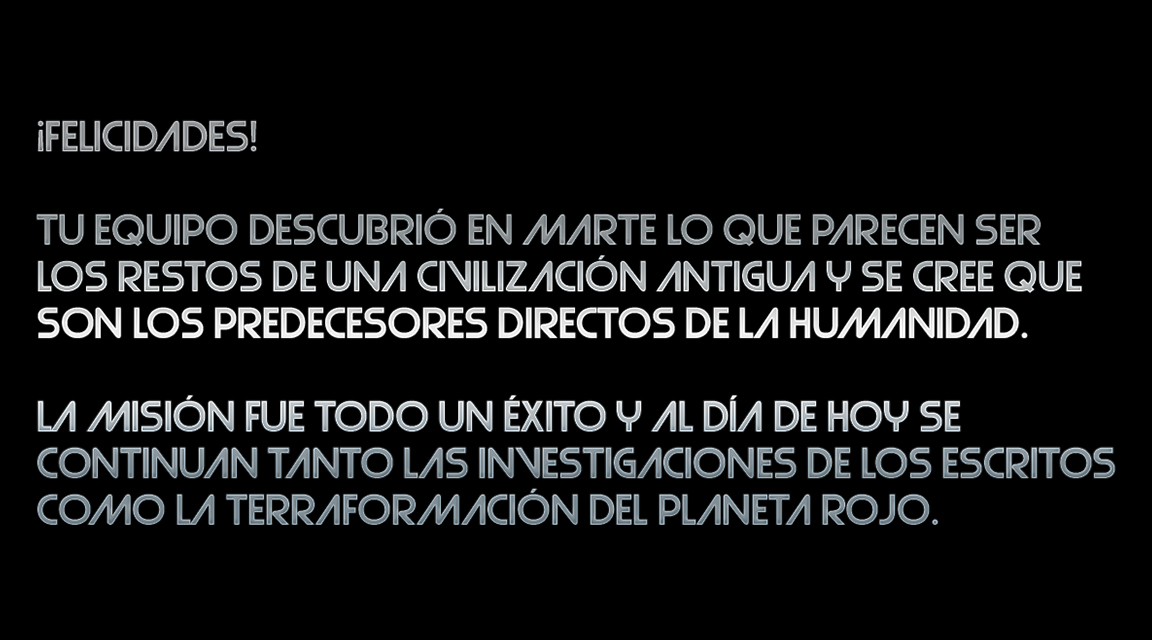 ¡FELICIDADES!
TU EQUIPO DESCUBRIÓ EN MARTE LO QUE PARECEN SER
LOS RESTOS DE UNA CIVILIZACIÓN ANTIGUA Y SE CREE QUE
SON LOS PREDECESORES DIRECTOS DE LA HUMANIDAD.
LA MISIÓN FUE TODO UN ÉXITO Y AL DÍA DE HOY SE
CONTINUAN TANTO LAS INVESTIGACIONES DE LOS ESCRITOS
COMO LA TERRAFORMACIÓN DEL PLANETA ROJO.